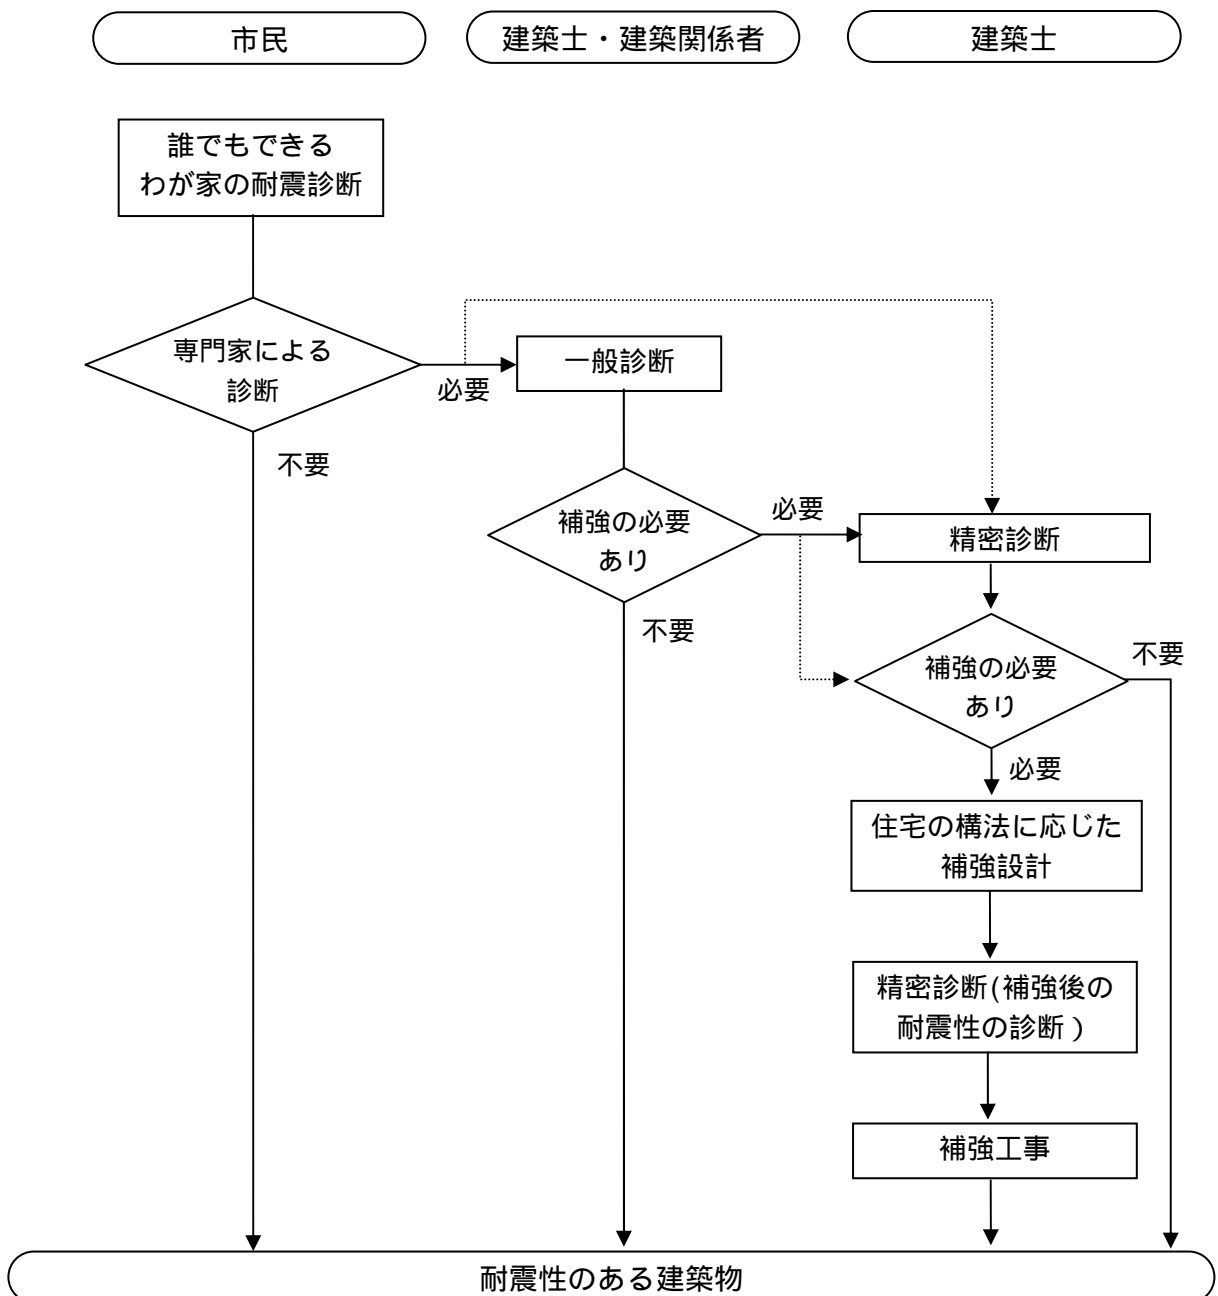 市民
建築士・建築関係者
建築士
誰でもできる
わが家の耐震診断
専門家による
診断
必要
不要
一般診断
補強の必要
あり
必要
不要
精密診断
補強の必要
あり
不要
必要
住宅の構法に応じた
補強設計
精密診断(補強後の
耐震性の診断)
補強工事
耐震性のある建築物